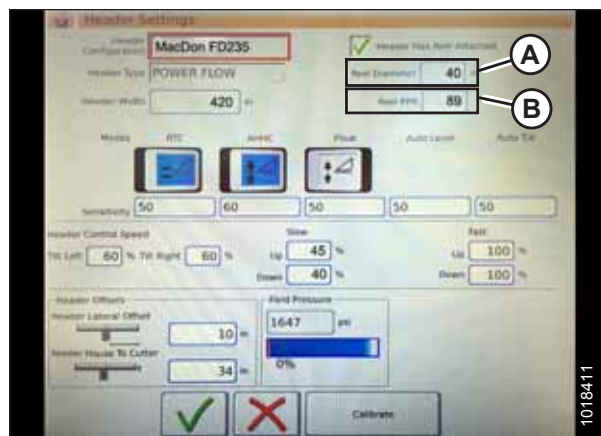 Header Settings
Header Configuration MacDon FD235
Header Has Reel Attached
A
Header Type POWER FLOW
Reel Diameter 40 in
Header Width 420 in
Reel PPR 89
B
Modes RTC AHHC Float Auto Level Auto Tilt
Sensitivity 50 60 50 50 50
Header Control Speed
Slow
Fast
Tilt Left 60 % Tilt Right 60 %
Up 45 %
Up 100 %
Down 40 %
Down 100 %
Header Offsets
Field Pressure
Header Lateral Offset
10
1647 psi
Header House To Cutter
34
0%
Calibrate
1018411